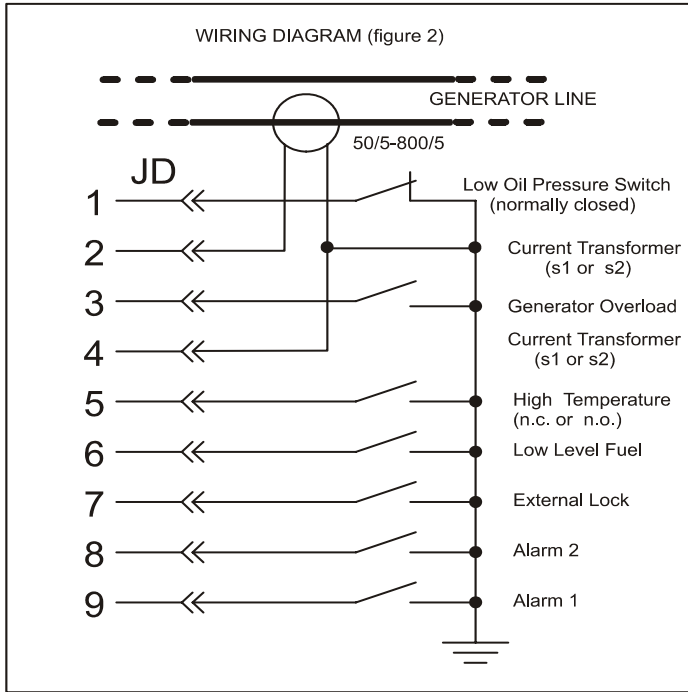 WIRING DIAGRAM (figure 2)
GENERATOR LINE
50/5-800/5
JD
1
Low Oil Pressure Switch
(normally closed)
2
Current Transformer
(s1 or s2)
3
Generator Overload
4
Current Transformer
(s1 or s2)
5
High Temperature
(n.c. or n.o.)
6
Low Level Fuel
7
External Lock
8
Alarm 2
9
Alarm 1